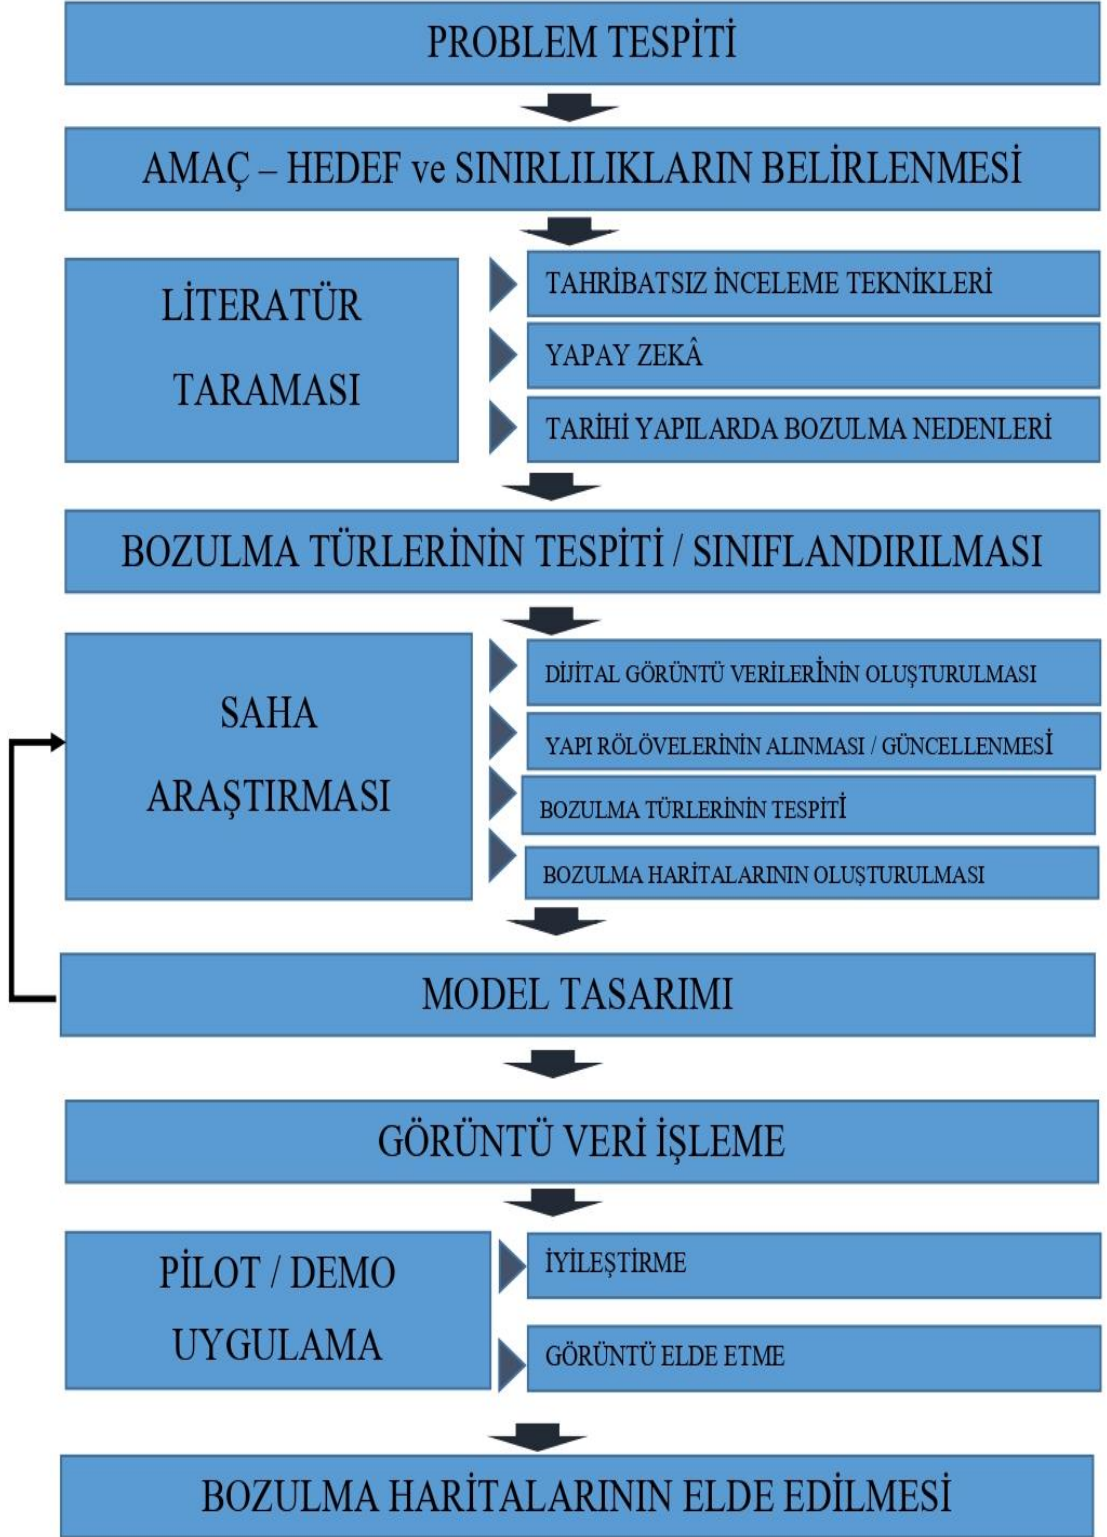 PROBLEM TESPİTİ
AMAÇ – HEDEF ve SINIRLILIKLARIN BELİRLENMESİ
LİTERATÜR
TARAMASI
TAHRİBATSIZ İNCELEME TEKNİKLERİ
YAPAY ZEKÂ
TARİHİ YAPILARDA BOZULMA NEDENLERİ
BOZULMA TÜRLERİNİN TESPİTİ / SINIFLANDIRILMASI
SAHA
ARAŞTIRMASI
DİJİTAL GÖRÜNTÜ VERİLERİNİN OLUŞTURULMASI
YAPI RÖLÖVELERİNİN ALINMASI / GÜNCELLENMESİ
BOZULMA TÜRLERİNİN TESPİTİ
BOZULMA HARİTALARININ OLUŞTURULMASI
MODEL TASARIMI
GÖRÜNTÜ VERİ İŞLEME
PİLOT / DEMO
UYGULAMA
İYİLEŞTİRME
GÖRÜNTÜ ELDE ETME
BOZULMA HARİTALARININ ELDE EDİLMESİ